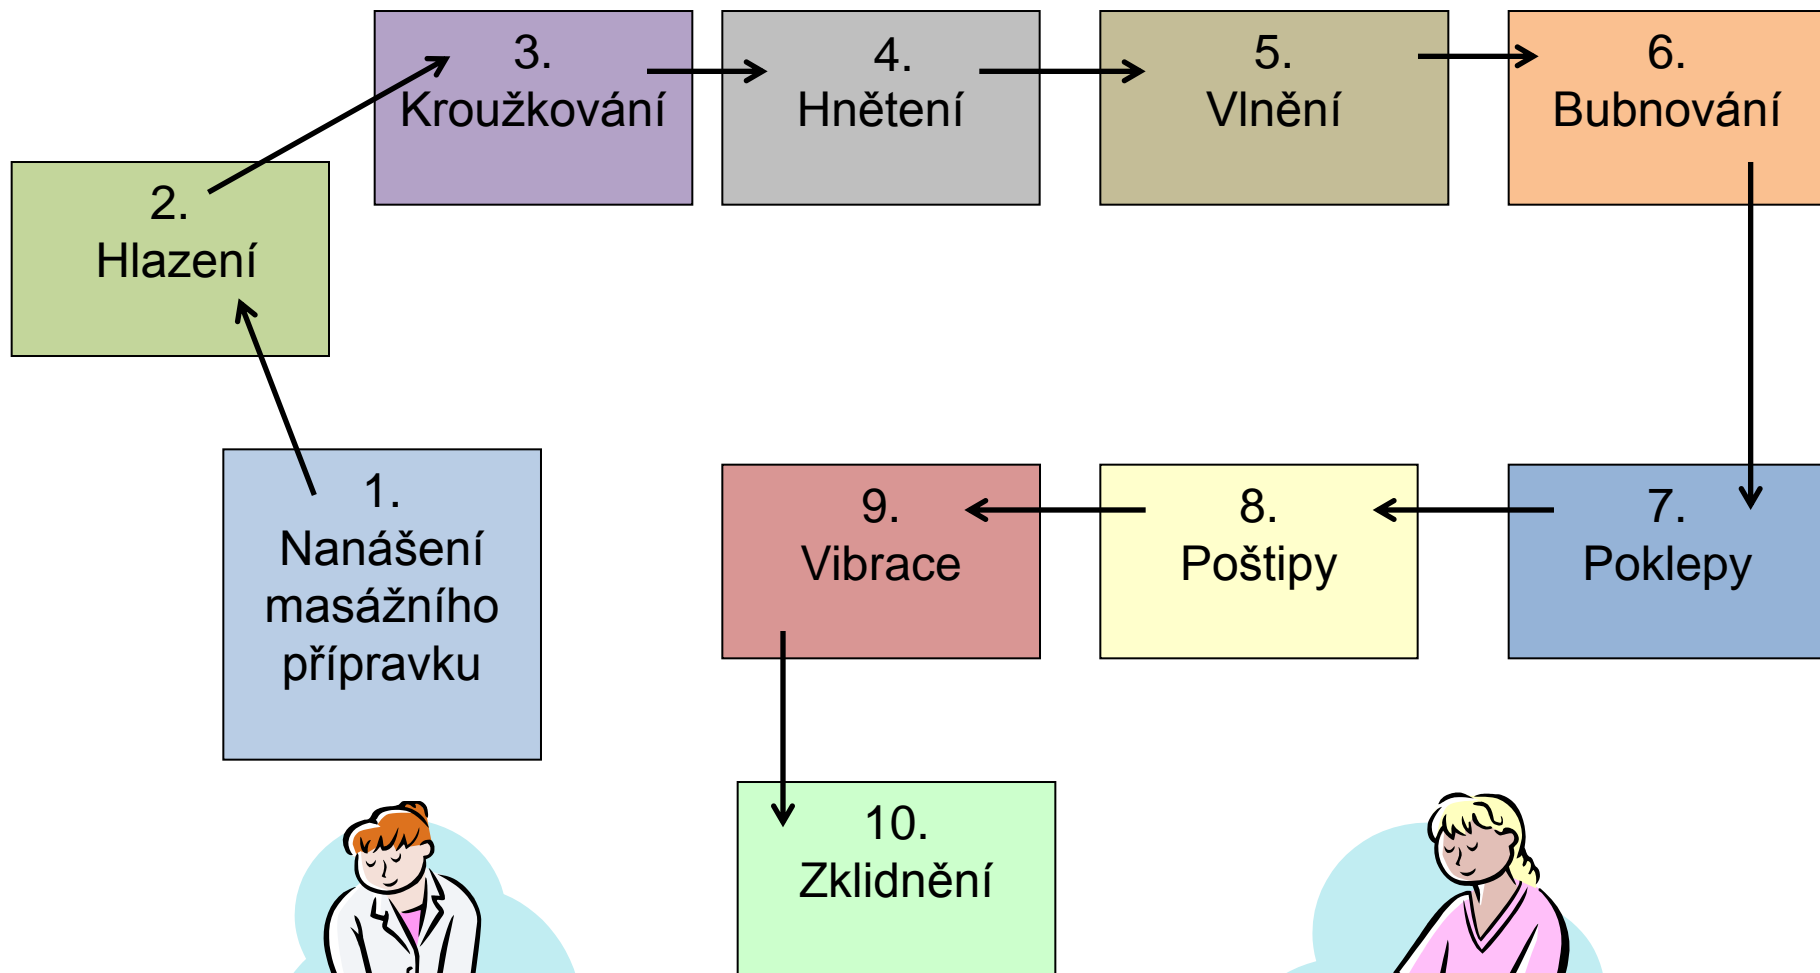 1.
Nanášení
masážního
přípravku
2.
Hlazení
3.
Kroužkování
4.
Hnětení
5.
Vlnění
6.
Bubnování
7.
Poklepy
8.
Poštipy
9.
Vibrace
10.
Zklidnění